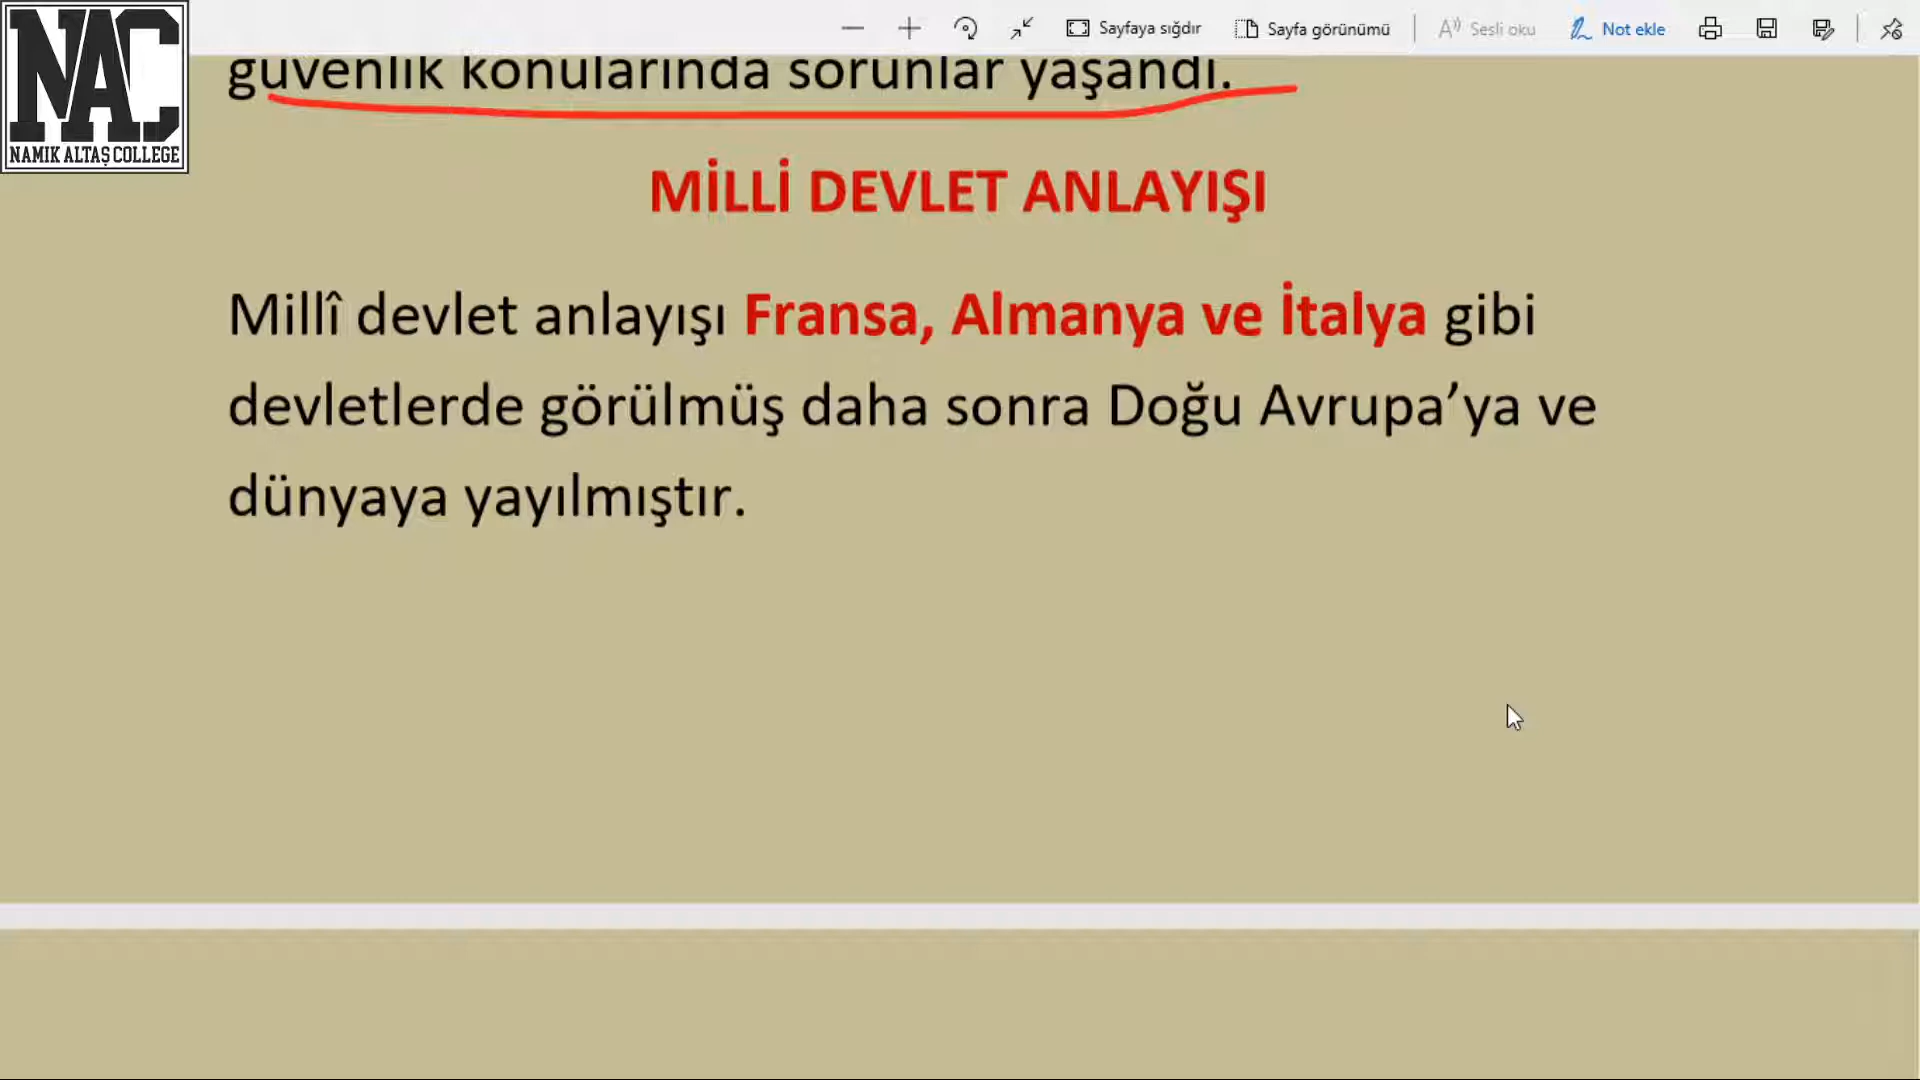 NAC
NAMIK ALTAŞ COLLEGE
Sayfaya sığdır
Sayfa görünümü
Sesli oku
Not ekle
güvenlik konularında sorunlar yaşandı.
MİLLİ DEVLET ANLAYIŞI
Millî devlet anlayışı Fransa, Almanya ve İtalya gibi
devletlerde görülmüş daha sonra Doğu Avrupa’ya ve
dünyaya yayılmıştır.